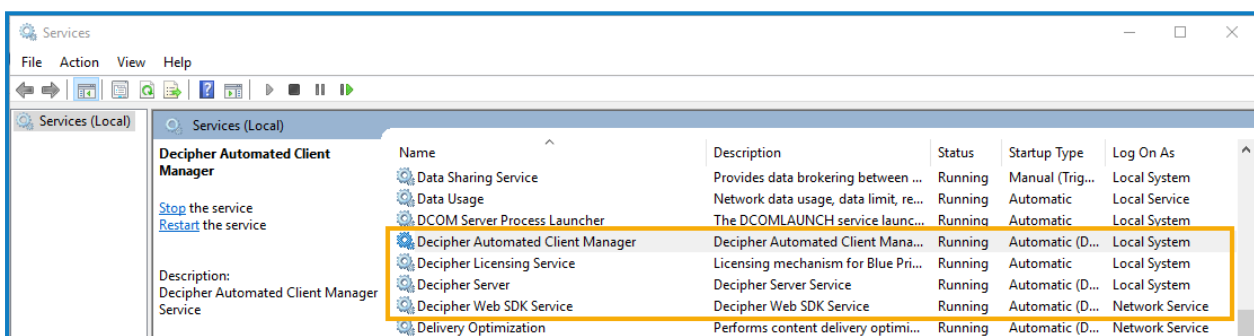 Services
File Action View Help
Services (Local)
Services (Local)
Decipher Automated Client Manager
Stop the service
Restart the service
Description:
Decipher Automated Client Manager Service
Name Description Status Startup Type Log On As
Data Sharing Service Provides data brokering between ... Running Manual (Trig... Local System
Data Usage Network data usage, data limit, re... Running Automatic Local Service
DCOM Server Process Launcher The DCOMLAUNCH service launc... Running Automatic Local System
Decipher Automated Client Manager Decipher Automated Client Mana... Running Automatic (D... Local System
Decipher Licensing Service Licensing mechanism for Blue Pri... Running Automatic Local System
Decipher Server Decipher Server Service Running Automatic (D... Local System
Decipher Web SDK Service Decipher Web SDK Service Running Automatic (D... Network Service
Delivery Optimization Performs content delivery optimi... Running Automatic (D... Network Service